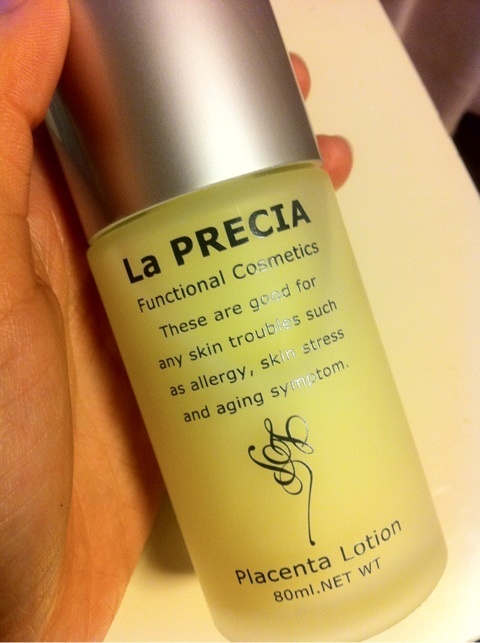 La PRECIA
Functional Cosmetics
These are good for
any skin troubles such
as allergy, skin stress
and aging symptom.
Placenta Lotion
80ml.NET WT